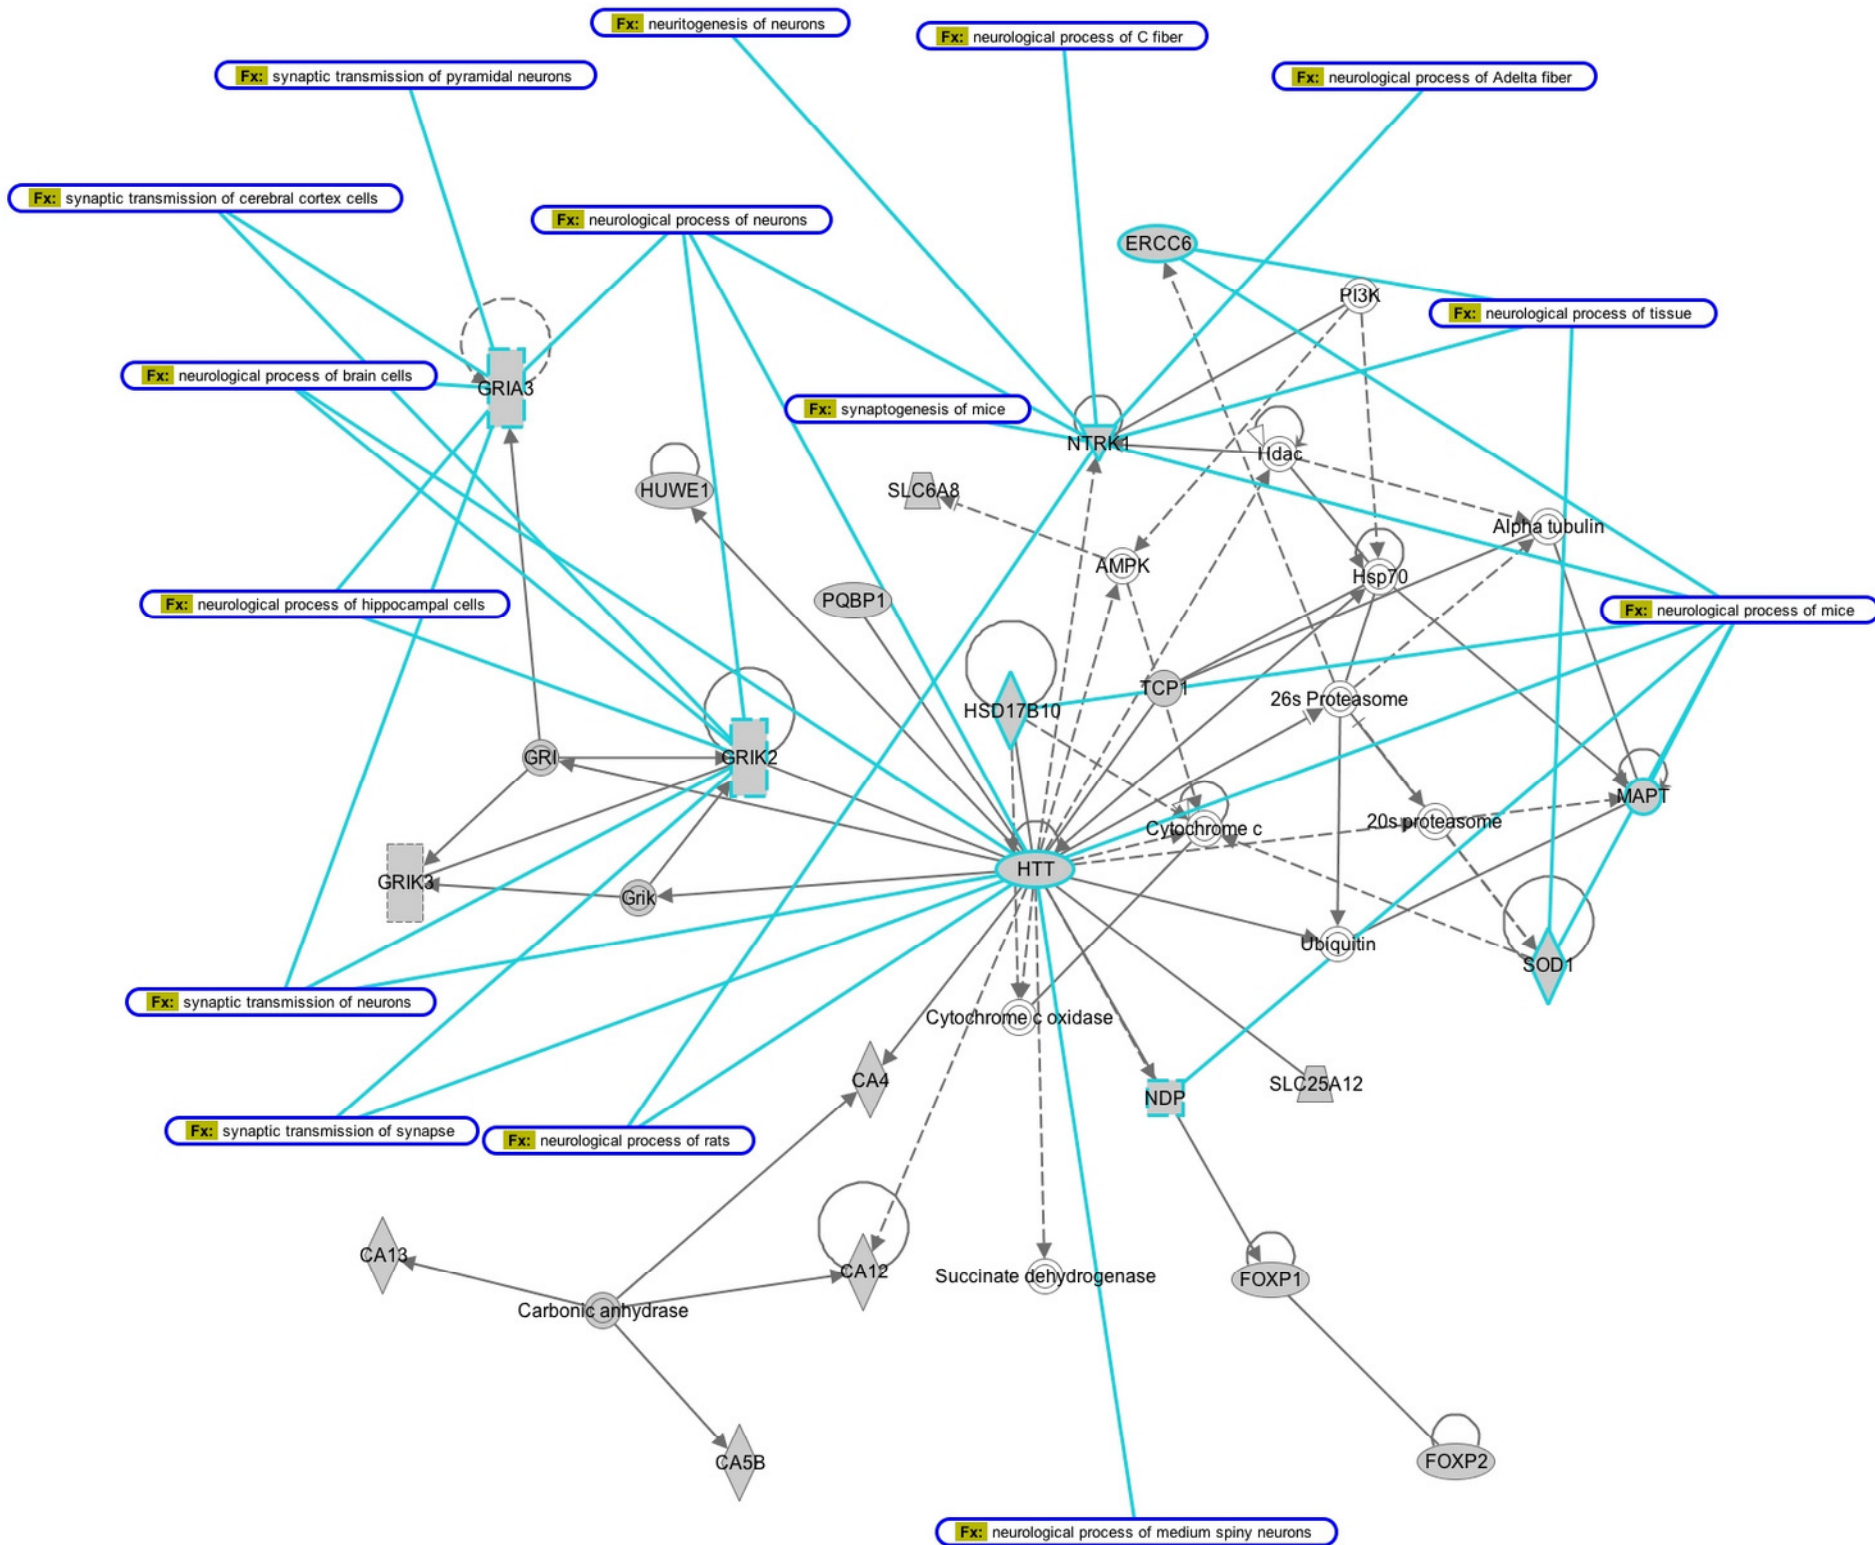 Fx: neuritogenesis of neurons
Fx: neurological process of C fiber
Fx: synaptic transmission of pyramidal neurons
Fx: neurological process of Adelta fiber
Fx: synaptic transmission of cerebral cortex cells
Fx: neurological process of neurons
ERCC6
PI3K
Fx: neurological process of tissue
Fx: neurological process of brain cells
GRIA3
Fx: synaptogenesis of mice
NTRK1
Hdac
HUWE1
SLC6A8
Alpha tubulin
AMPK
Hsp70
Fx: neurological process of hippocampal cells
PQBP1
Fx: neurological process of mice
TCP1
26s Proteasome
HSD17B10
GRI
GRIK2
MAPT
20s proteasome
Cytochrome c
HTT
GRIK3
Grik
Ubiquitin
SOD1
Fx: synaptic transmission of neurons
Cytochrome c oxidase
CA4
SLC25A12
NDP
Fx: synaptic transmission of synapse
Fx: neurological process of rats
CA13
CA12
Succinate dehydrogenase
FOXP1
Carbonic anhydrase
CA5B
FOXP2
Fx: neurological process of medium spiny neurons